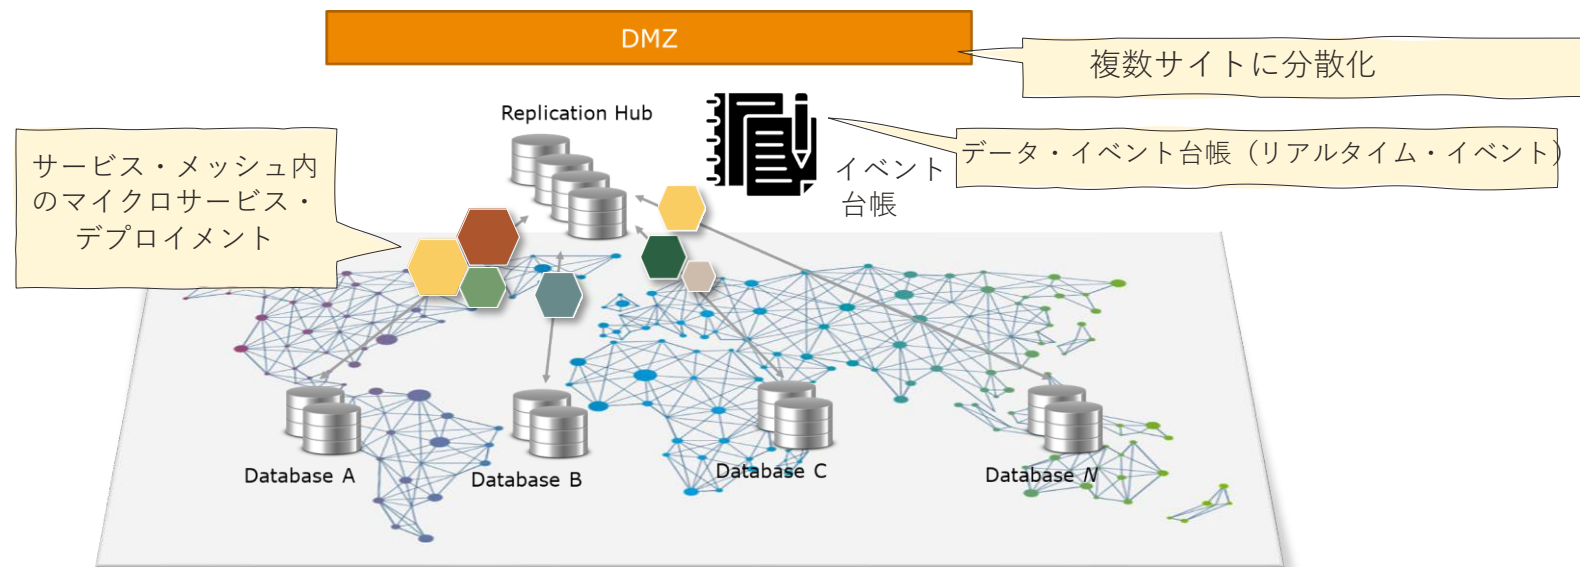 DMZ
複数サイトに分散化
Replication Hub
データ・イベント台帳（リアルタイム・イベント）
サービス・メッシュ内
のマイクロサービス・
デプロイメント
イベント
台帳
Database A
Database B
Database C
Database N